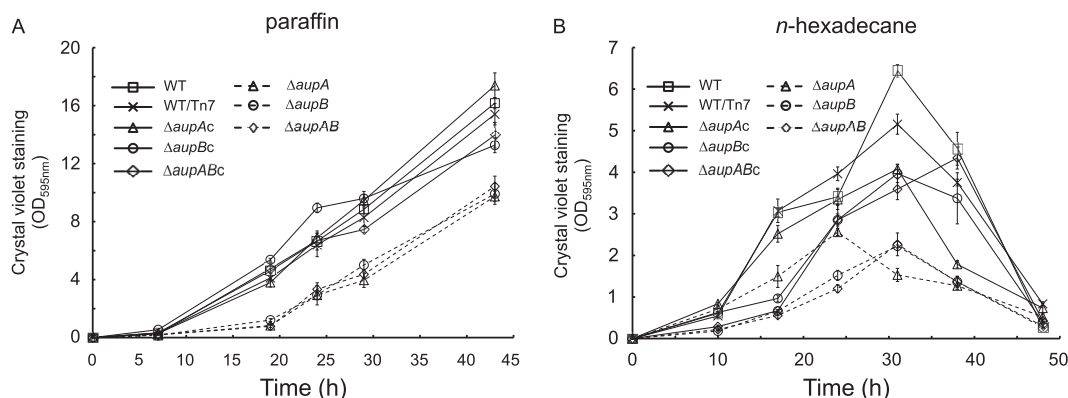 A
paraffin
Crystal violet staining
(OD595nm)
20
16
12
8
4
0
WT
WT/Tn7
ΔaupAc
ΔaupBc
ΔaupABc
ΔaupA
ΔaupB
ΔaupAB
0 5 10 15 20 25 30 35 40 45
Time (h)
B
n-hexadecane
Crystal violet staining
(OD595nm)
7
6
5
4
3
2
1
0
WT
WT/Tn7
ΔaupAc
ΔaupBc
ΔaupABc
ΔaupA
ΔaupB
ΔaupAB
0 10 20 30 40 50 60
Time (h)